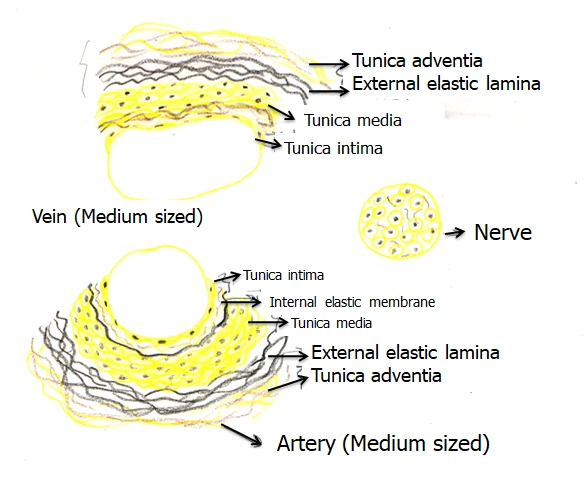 Tunica adventia
External elastic lamina
Tunica media
Tunica intima
Vein (Medium sized)
Nerve
Tunica intima
Internal elastic membrane
Tunica media
External elastic lamina
Tunica adventia
Artery (Medium sized)